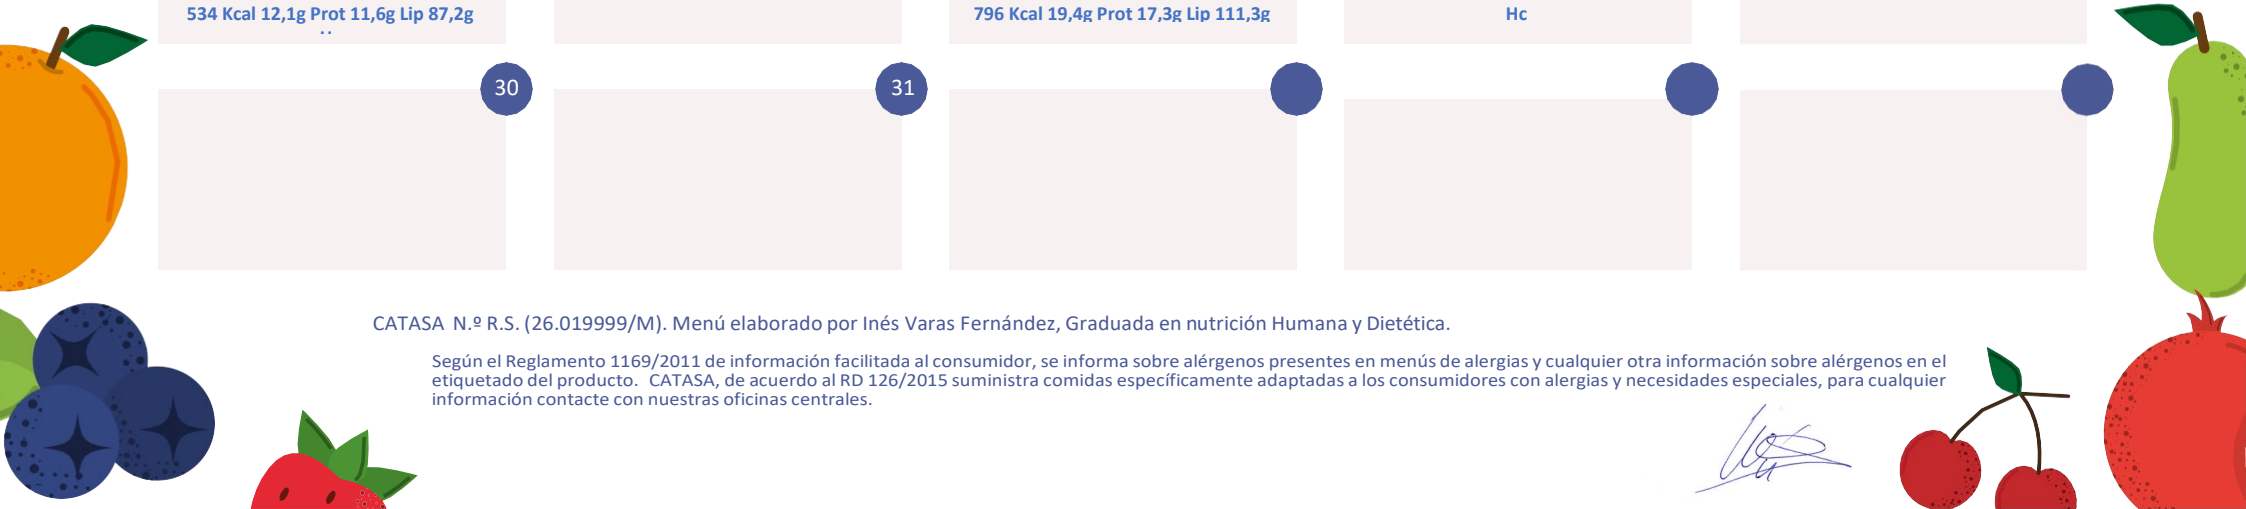 534 Kcal 12,1g Prot 11,6g Lip 87,2g
796 Kcal 19,4g Prot 17,3g Lip 111,3g
Hc
30
31
CATASA N.º R.S. (26.019999/M). Menú elaborado por Inés Varas Fernández, Graduada en nutrición Humana y Dietética.
Según el Reglamento 1169/2011 de información facilitada al consumidor, se informa sobre alérgenos presentes en menús de alergias y cualquier otra información sobre alérgenos en el
etiquetado del producto. CATASA, de acuerdo al RD 126/2015 suministra comidas específicamente adaptadas a los consumidores con alergias y necesidades especiales, para cualquier
información contacte con nuestras oficinas centrales.